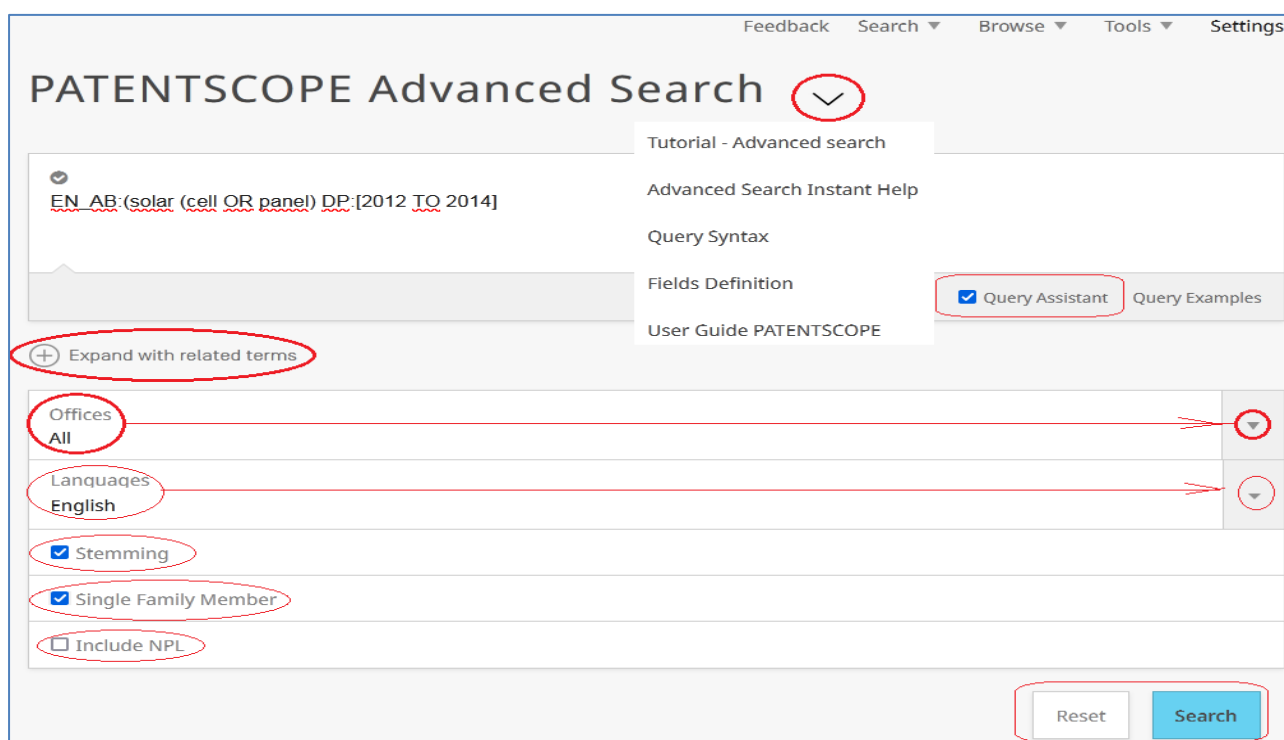 Feedback Search Browse Tools Settings
PATENTSCOPE Advanced Search
Tutorial - Advanced search
EN_AB:(solar (cell OR panel) DP:[2012 TO 2014]
Advanced Search Instant Help
Query Syntax
Fields Definition
Query Assistant Query Examples
User Guide PATENTSCOPE
Expand with related terms
Offices
All
Languages
English
Stemming
Single Family Member
Include NPL
Reset Search